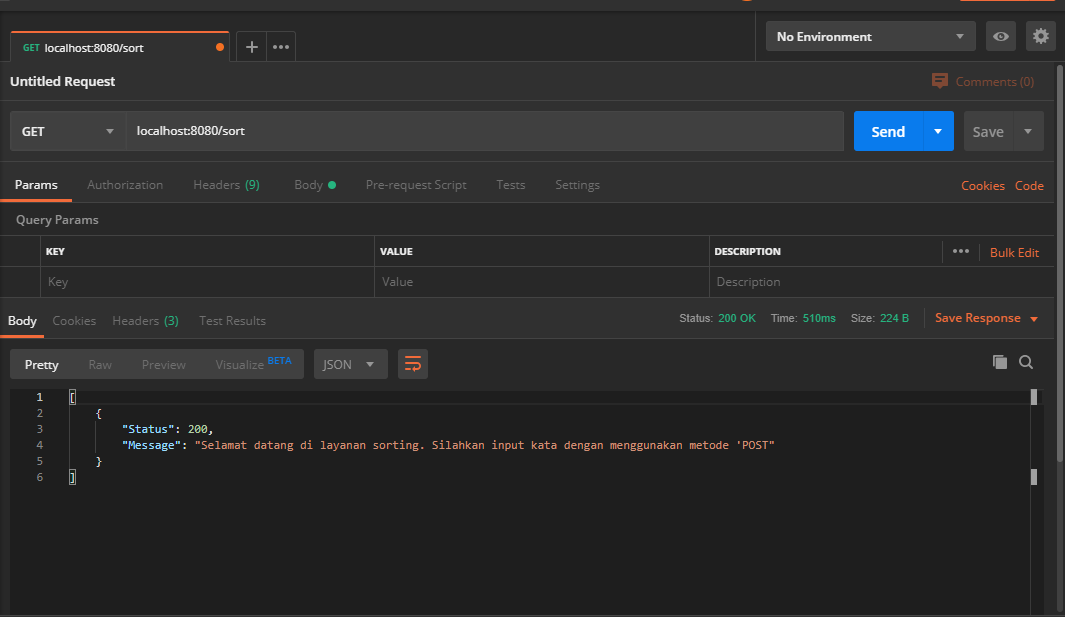 GET localhost:8080/sort
No Environment
Untitled Request
Comments (0)
GET localhost:8080/sort Send Save
Params Authorization Headers (9) Body Pre-request Script Tests Settings Cookies Code
Query Params
KEY VALUE DESCRIPTION Bulk Edit
Key Value Description
Body Cookies Headers (3) Test Results Status: 200 OK Time: 510ms Size: 224 B Save Response
Pretty Raw Preview Visualize BETA JSON
1 [
2 {
3 "Status": 200,
4 "Message": "Selamat datang di layanan sorting. Silahkan input kata dengan menggunakan metode 'POST"
5 }
6 ]